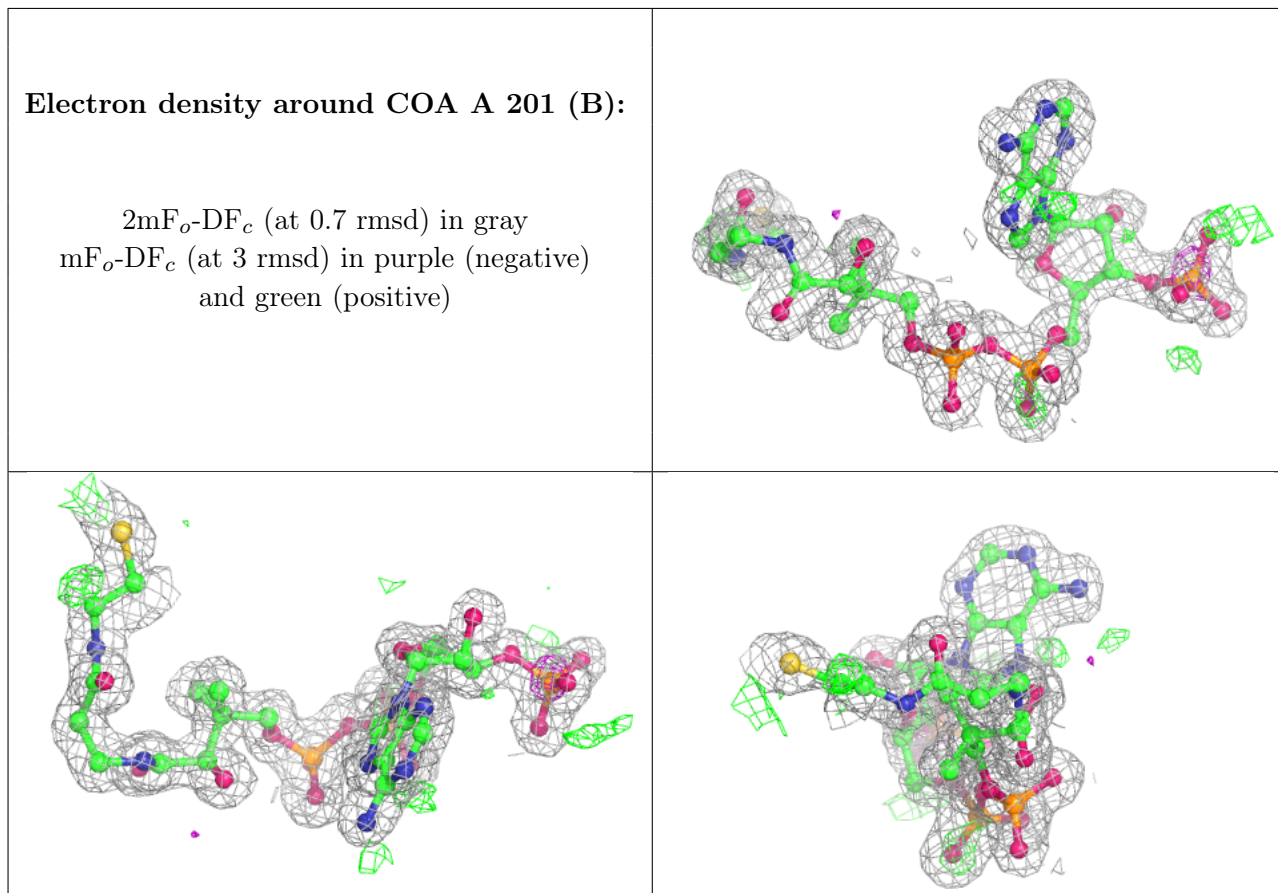 Electron density around COA A 201 (B):
2mFo-DFc (at 0.7 rmsd) in gray
mFo-DFc (at 3 rmsd) in purple (negative)
and green (positive)